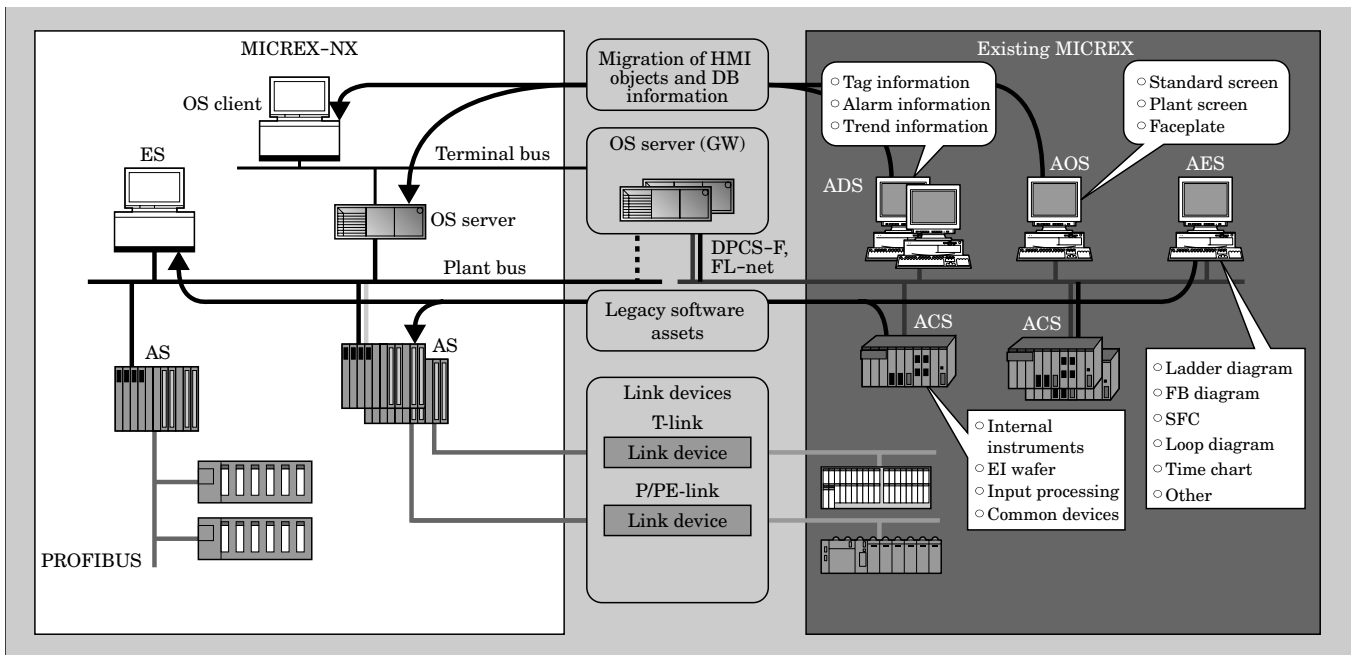 MICREX-NX
OS client
ES
Terminal bus
OS server
Plant bus
AS
AS
PROFIBUS
Migration of HMI
objects and DB
information
OS server (GW)
DPCS-F,
FL-net
Legacy software
assets
Link devices
T-link
Link device
P/PE-link
Link device
Existing MICREX
○ Tag information
○ Alarm information
○ Trend information
○ Standard screen
○ Plant screen
○ Faceplate
ADS
AOS
AES
ACS
ACS
○ Internal
instruments
○ EI wafer
○ Input processing
○ Common devices
○ Ladder diagram
○ FB diagram
○ SFC
○ Loop diagram
○ Time chart
○ Other